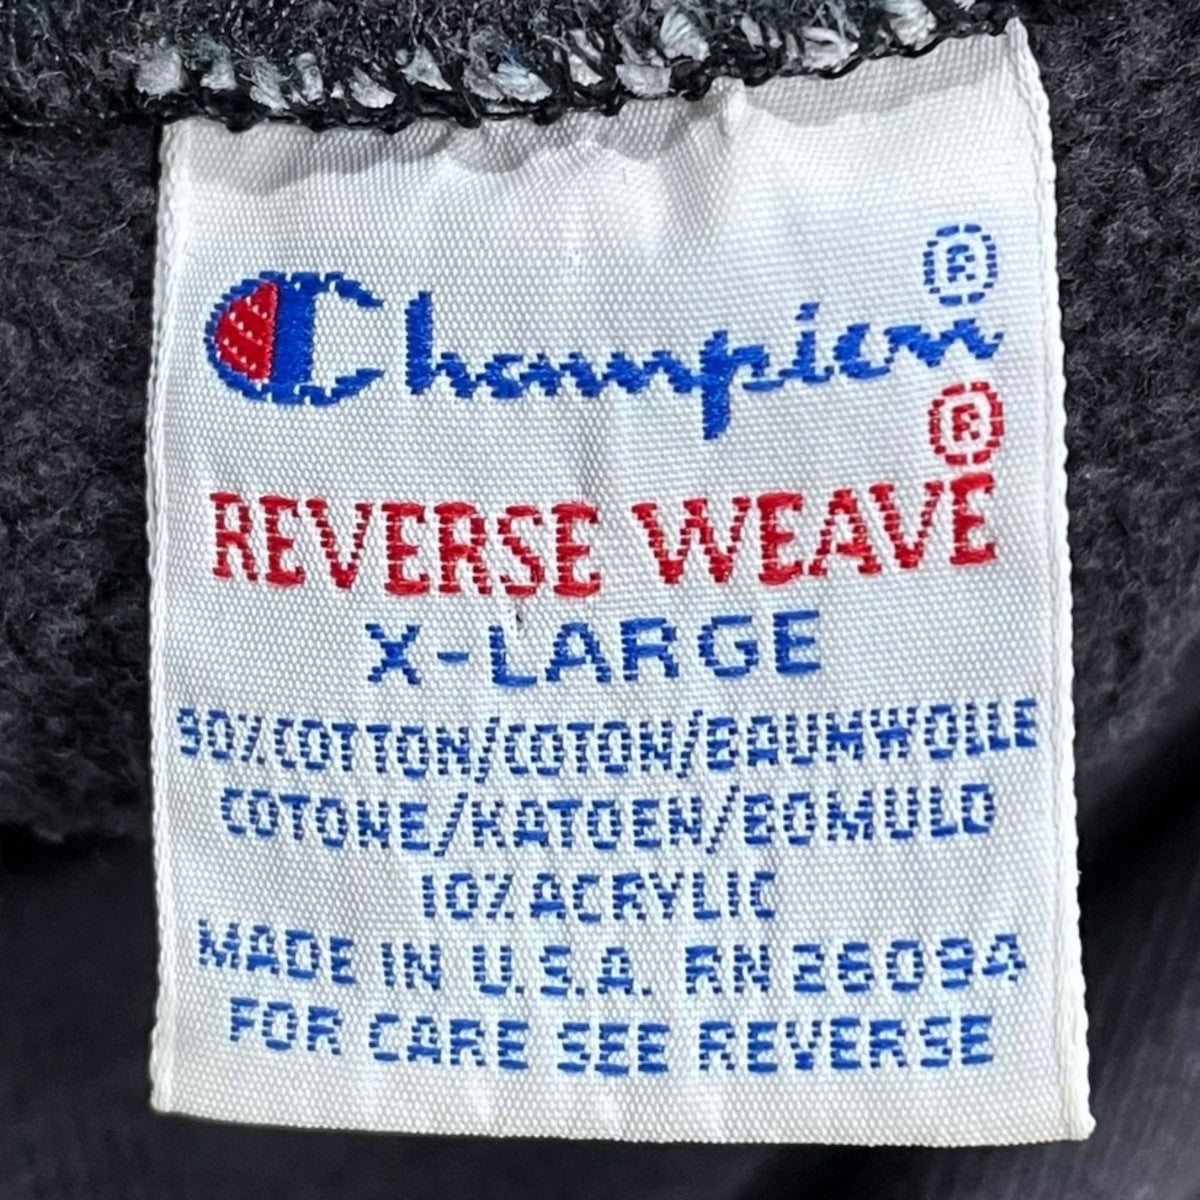 Champion®
REVERSE WEAVE®
X-LARGE
90%COTTON/COTON/BAUMWOLLE
COTONE/KATOEN/BOMULD
10% ACRYLIC
MADE IN U.S.A. RN 26094
FOR CARE SEE REVERSE